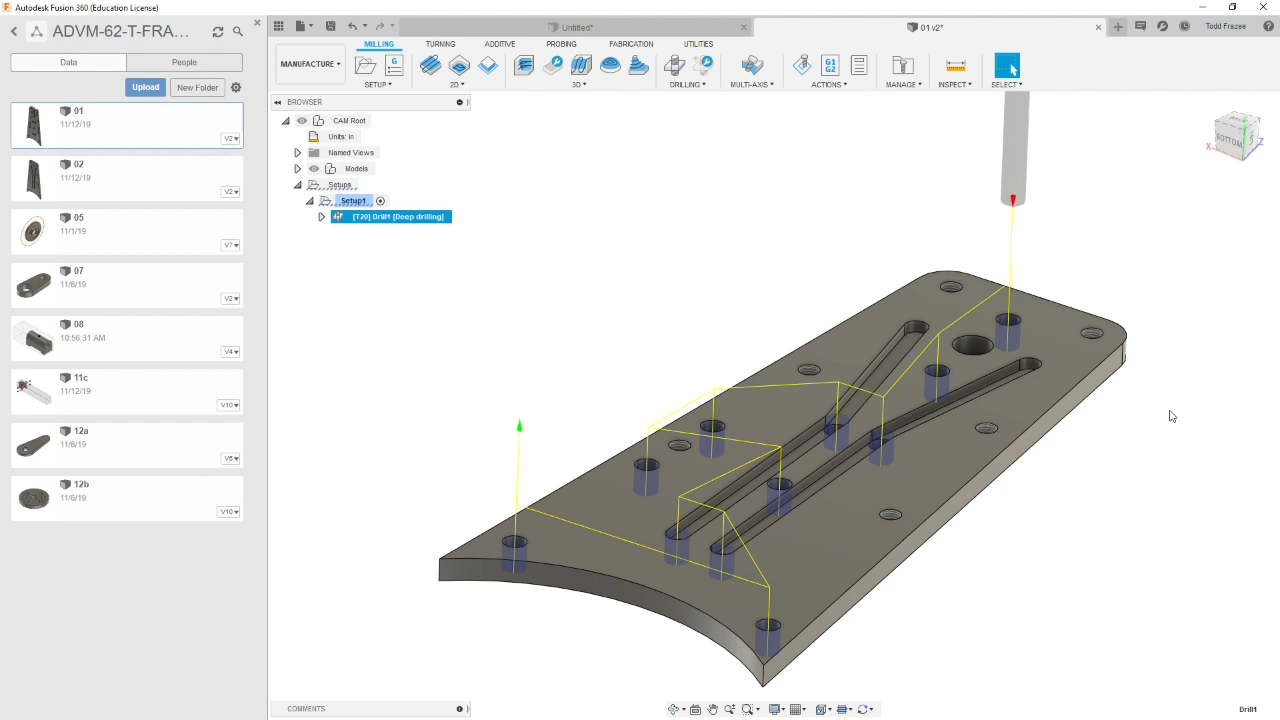 Autodesk Fusion 360 (Education License)
ADVM-62-T-FRA...
Untitled*
01 v2*
Todd Frazee
Data
People
MANUFACTURE
MILLING
TURNING
ADDITIVE
PROBING
FABRICATION
UTILITIES
G1
G2
SETUP
2D
3D
DRILLING
MULTI-AXIS
ACTIONS
MANAGE
INSPECT
SELECT
Upload
New Folder
BROWSER
CAM Root
Units: in
Named Views
Models
Setups
Setup1
[T20] Drill1 [Deep drilling]
01
11/12/19
V2
02
11/12/19
V2
05
11/1/19
V7
07
11/6/19
V2
08
10:56:31 AM
V4
11c
11/12/19
V10
12a
11/6/19
V6
12b
11/6/19
V10
BOTTOM
X
Z
COMMENTS
Drill1